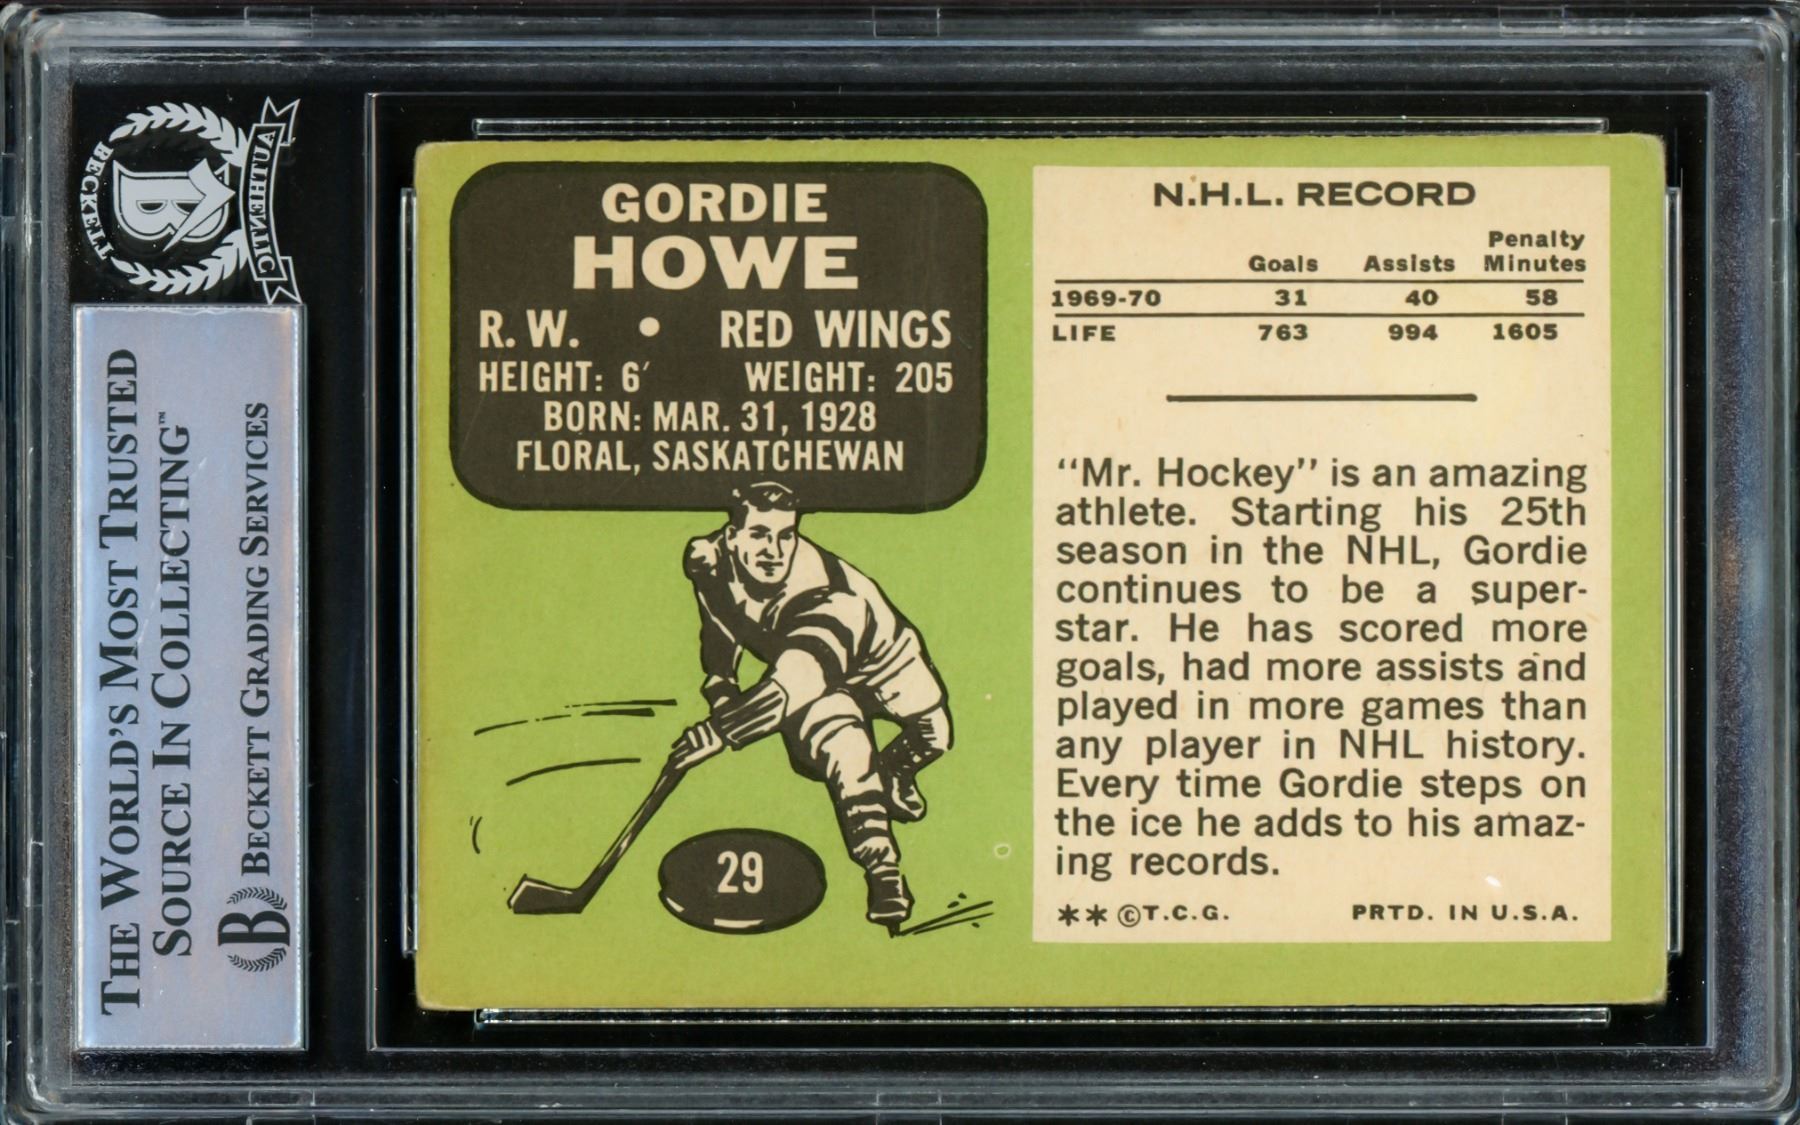 BECKETT
AUTHENTIC
B
THE WORLD'S MOST TRUSTED
SOURCE IN COLLECTING™
B BECKETT GRADING SERVICES
GORDIE
HOWE
R. W. • RED WINGS
HEIGHT: 6′ WEIGHT: 205
BORN: MAR. 31, 1928
FLORAL, SASKATCHEWAN
29
N.H.L. RECORD
Goals Assists Penalty Minutes
1969-70 31 40 58
LIFE 763 994 1605
“Mr. Hockey” is an amazing
athlete. Starting his 25th
season in the NHL, Gordie
continues to be a super-
star. He has scored more
goals, had more assists and
played in more games than
any player in NHL history.
Every time Gordie steps on
the ice he adds to his amaz-
ing records.
**©T.C.G. PRTD. IN U.S.A.